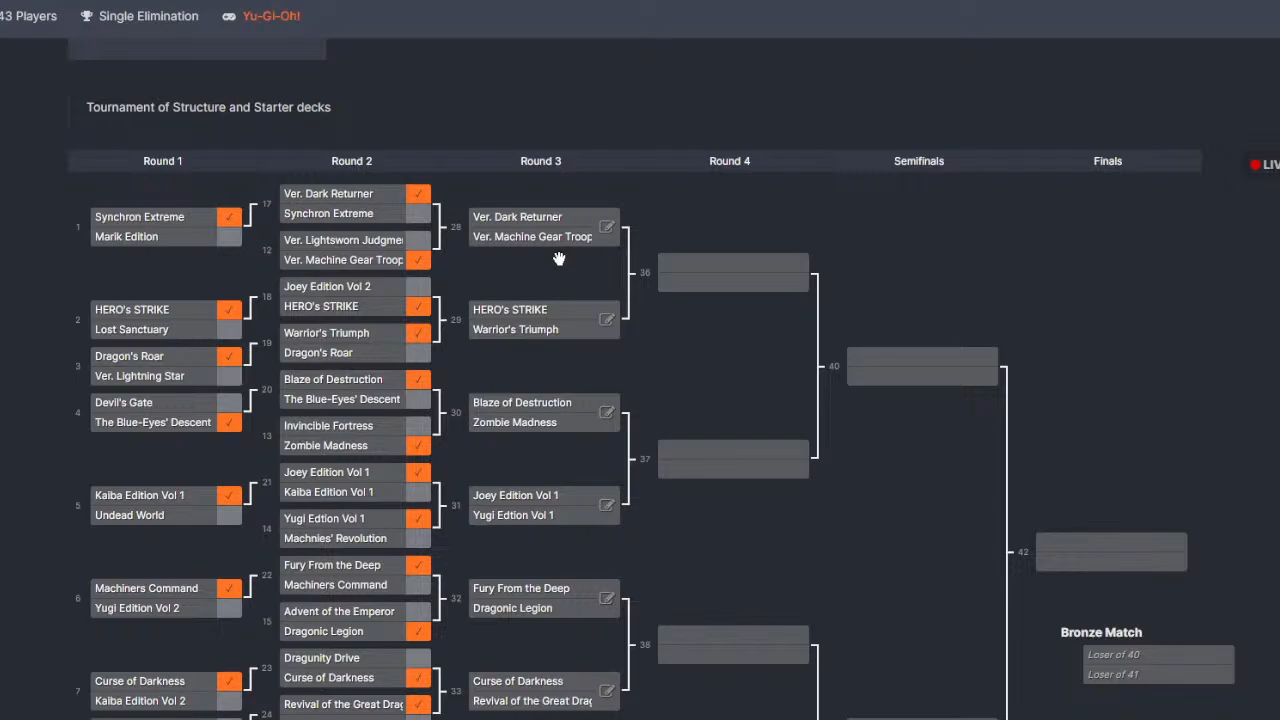 43 Players Single Elimination Yu-Gi-Oh!
Tournament of Structure and Starter decks
Round 1 Round 2 Round 3 Round 4 Semifinals Finals
LIV
1
Synchron Extreme
Marik Edition
2
HERO's STRIKE
Lost Sanctuary
3
Dragon's Roar
Ver. Lightning Star
4
Devil's Gate
The Blue-Eyes' Descent
5
Kaiba Edition Vol 1
Undead World
6
Machiners Command
Yugi Edition Vol 2
7
Curse of Darkness
Kaiba Edition Vol 2
17
Ver. Dark Returner
Synchron Extreme
12
Ver. Lightsworn Judgmer
Ver. Machine Gear Troop
18
Joey Edition Vol 2
HERO's STRIKE
19
Warrior's Triumph
Dragon's Roar
20
Blaze of Destruction
The Blue-Eyes' Descent
13
Invincible Fortress
Zombie Madness
21
Joey Edition Vol 1
Kaiba Edition Vol 1
14
Yugi Edtion Vol 1
Machnies' Revolution
22
Fury From the Deep
Machiners Command
15
Advent of the Emperor
Dragonic Legion
23
Dragunity Drive
Curse of Darkness
24
Revival of the Great Drag
28
Ver. Dark Returner
Ver. Machine Gear Troop
29
HERO's STRIKE
Warrior's Triumph
30
Blaze of Destruction
Zombie Madness
31
Joey Edition Vol 1
Yugi Edtion Vol 1
32
Fury From the Deep
Dragonic Legion
33
Curse of Darkness
Revival of the Great Drag
36
37
38
40
42
Bronze Match
Loser of 40
Loser of 41